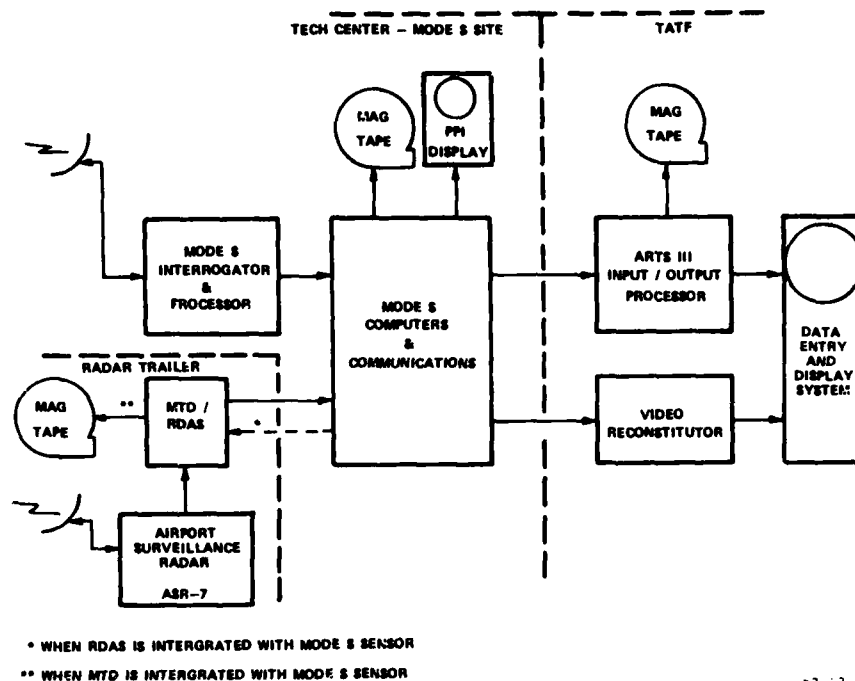 TECH CENTER – MODE S SITE
TATF
MAG
TAPE
PPI
DISPLAY
MAG
TAPE
MODE S
INTERROGATOR
&
FROCESSOR
MODE S
COMPUTERS
&
COMMUNICATIONS
ARTS III
INPUT / OUTPUT
PROCESSOR
DATA
ENTRY
AND
DISPLAY
SYSTEM
RADAR TRAILER
MAG
TAPE
**
MTD /
RDAS
*
VIDEO
RECONSTITUTOR
AIRPORT
SURVEILLANCE
RADAR
ASR–7
* WHEN RDAS IS INTERGRATED WITH MODE S SENSOR
** WHEN MTD IS INTERGRATED WITH MODE S SENSOR